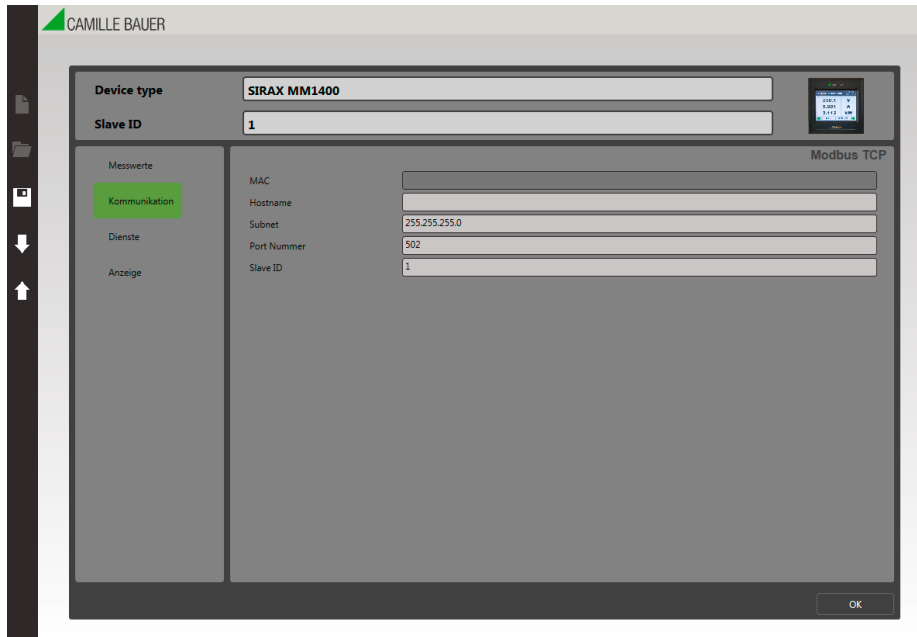 CAMILLE BAUER
Device type
SIRAX MM1400
Slave ID
1
Messwerte
Kommunikation
Dienste
Anzeige
Modbus TCP
MAC
Hostname
Subnet
255.255.255.0
Port Nummer
502
Slave ID
1
OK